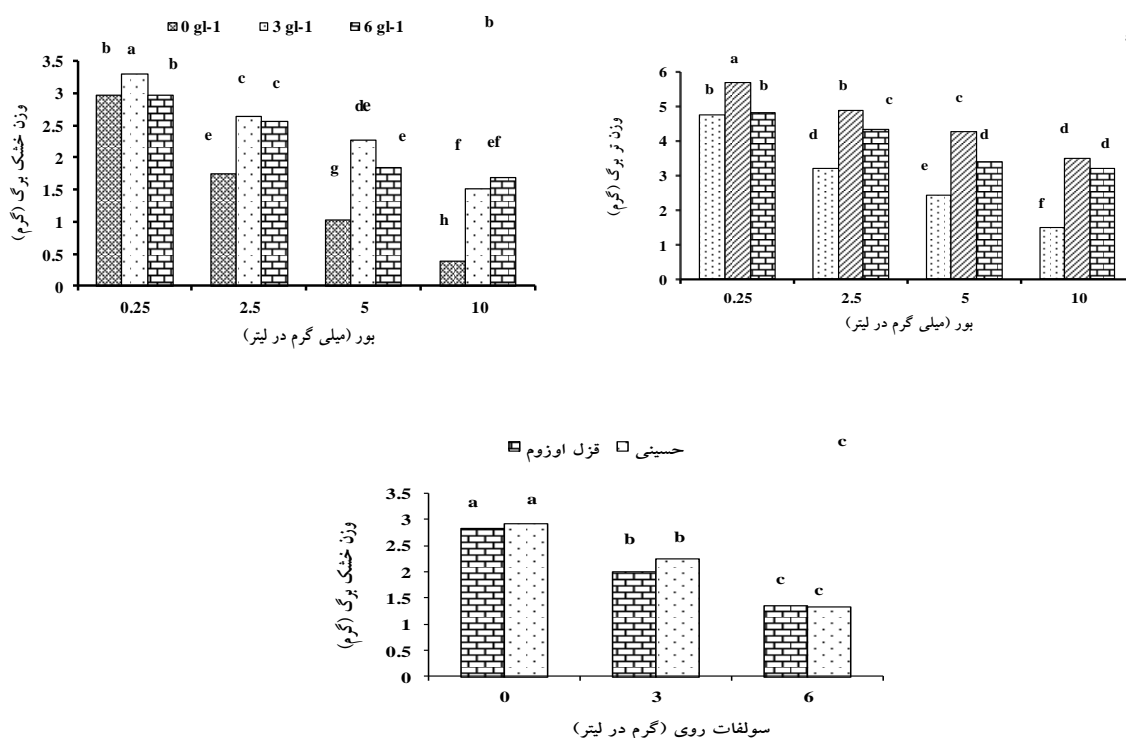 0 gl-1 3 gl-1 6 gl-1
b
b a b
c c
e
de
g e
f ef
h
3.5
3
2.5
2
1.5
1
0.5
0
وزن خشک برگ (گرم)
0.25 2.5 5 10
بور (میلی گرم در لیتر)
a
b b
b
d c
c
e d
d d
f
6
5
4
3
2
1
0
وزن تر برگ (گرم)
0.25 2.5 5 10
بور (میلی گرم در لیتر)
قزل اوزوم حسینی
c
a a
b b
c c
3.5
3
2.5
2
1.5
1
0.5
0
وزن خشک برگ (گرم)
0 3 6
سولفات روی (گرم در لیتر)